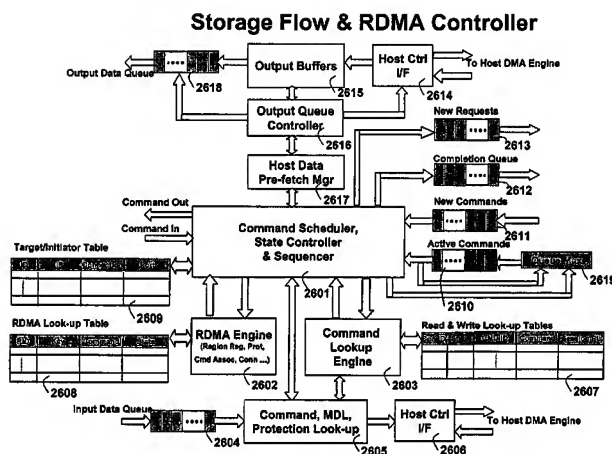 Storage Flow & RDMA Controller
Output Data Queue
2618
Output Buffers
2615
Host Ctrl
I/F
2614
To Host DMA Engine
Output Queue
Controller
2616
New Requests
2613
Host Data
Pre-fetch Mgr
2617
Completion Queue
2612
Command Out
Command In
Command Scheduler,
State Controller
& Sequencer
2601
New Commands
2611
Active Commands
2610
2619
Target/Initiator Table
2609
RDMA Look-up Table
2608
RDMA Engine
(Region Reg, Prot,
Cmd Assoc, Conn ...)
2602
Command
Lookup
Engine
2603
Read & Write Look-up Tables
2607
Input Data Queue
2604
Command, MDL,
Protection Look-up
2605
Host Ctrl
I/F
2606
To Host DMA Engine